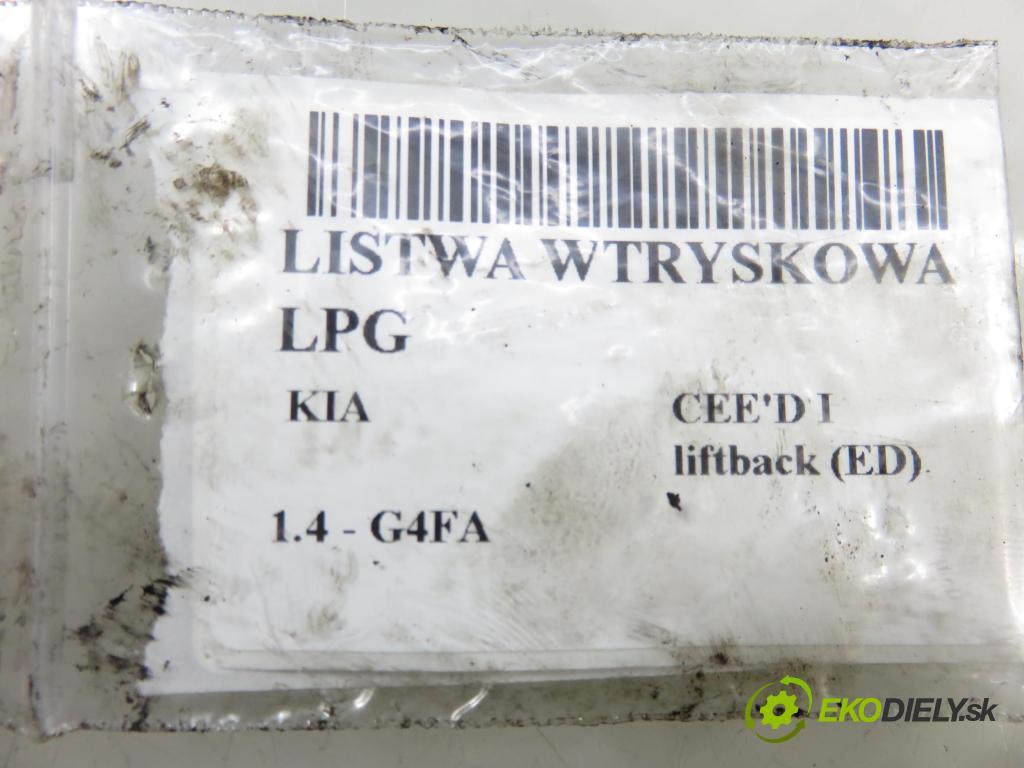 LISTWA WTRYSKOWA
LPG
KIA CEE'D I
liftback (ED)
1.4 - G4FA
EKODIELY.sk